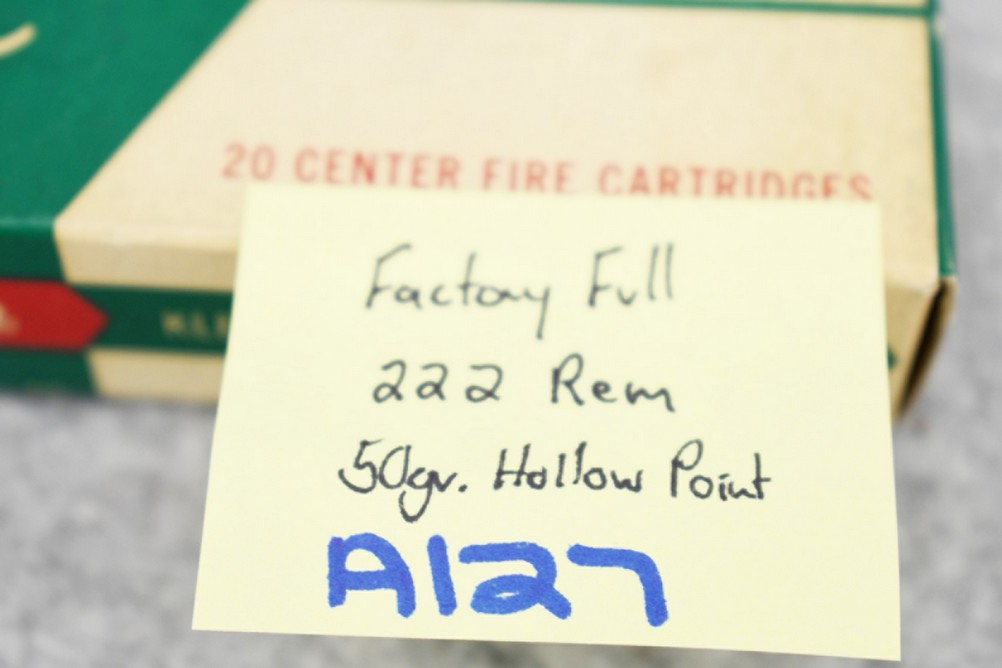 20 CENTER FIRE CARTRIDGES
Factory Full
222 Rem
50gr. Hollow Point
A127